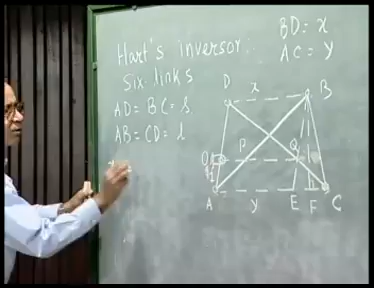 BD = x
AC = y
Hart's inversor:
Six links
AD = BC = s
AB = CD = l
D x B
P Q
A y E F C